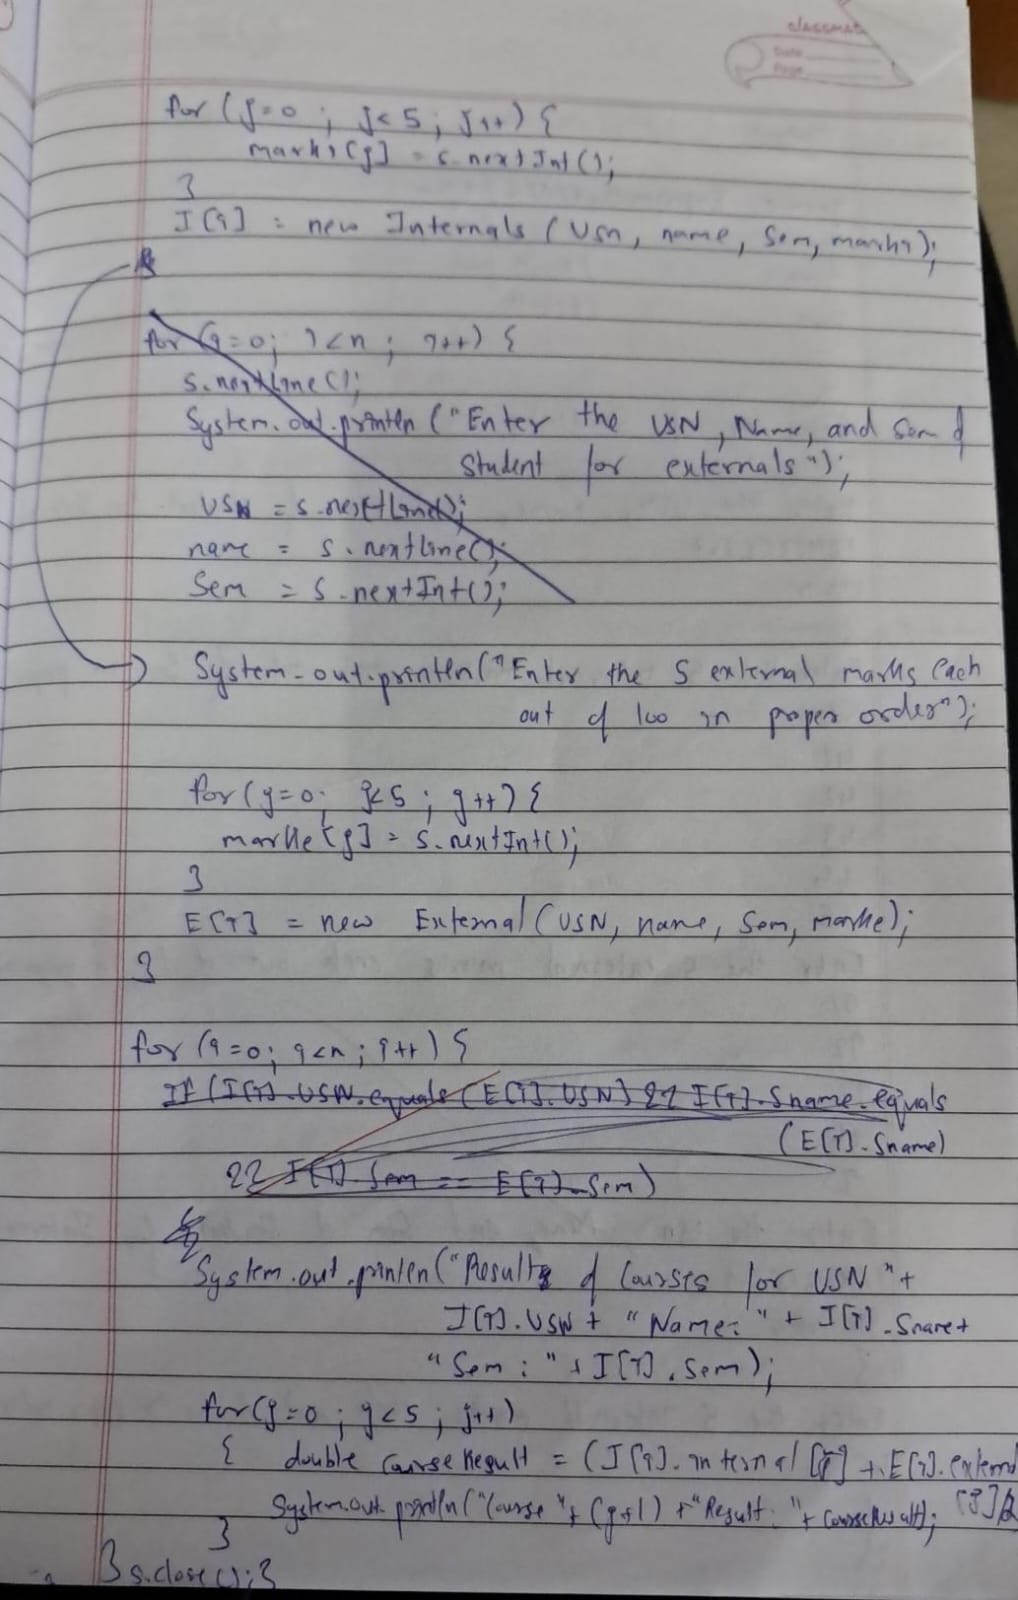 classmate
Date
Page
for (j=0 ; j<5 ; j++) {
marks[j] = s.nextInt();
}
I[i] = new Internals (Usn, name, Sem, marks);
for (i=0; i<n ; i++) {
s.nextLine();
System.out.println ("Enter the USN, Name, and Sem of
Student for externals");
USN = s.nextLine();
name = s.nextline();
Sem = s.nextInt();
System.out.println("Enter the 5 external marks Each
out of 100 in proper order");
for(j=0; j<5 ; j++) {
marke[j] = s.nextInt();
}
E[i] = new External (USN, name, Sem, marke);
}
for (i=0; i<n ; i++) {
If (I[i].USN.equals (E[i].USN) && I[i].Sname.equals
(E[i].Sname)
&& I[i].Sem == E[i].Sem)
System.out.println("Results of Courses for USN "+
I[i].USN + "Name: " + I[i].Sname+
"Sem : " + I[i].Sem);
for(j=0 ; j<5 ; j++)
{ double CourseResult = (I[i].internal[j] + E[i].external
System.out.println("Course "+ (j+1) +"Result: "+ CourseResult); [j]/2
}
} s.close();}